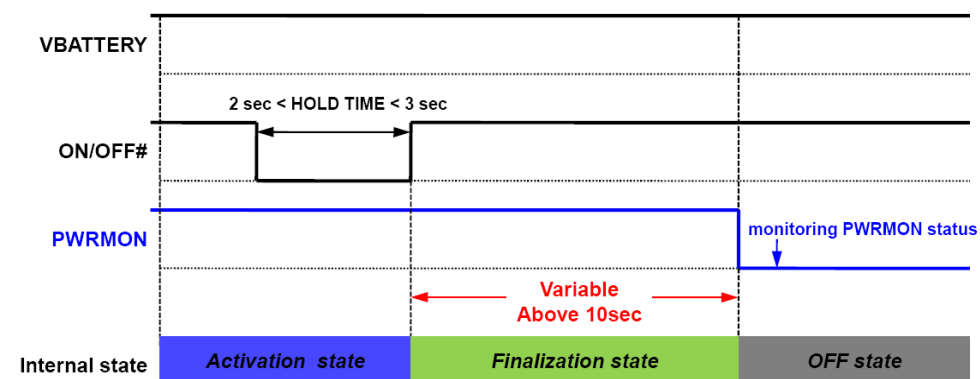 VBATTERY
2 sec < HOLD TIME < 3 sec
ON/OFF#
PWRMON
monitoring PWRMON status
Variable
Above 10sec
Internal state
Activation state
Finalization state
OFF state